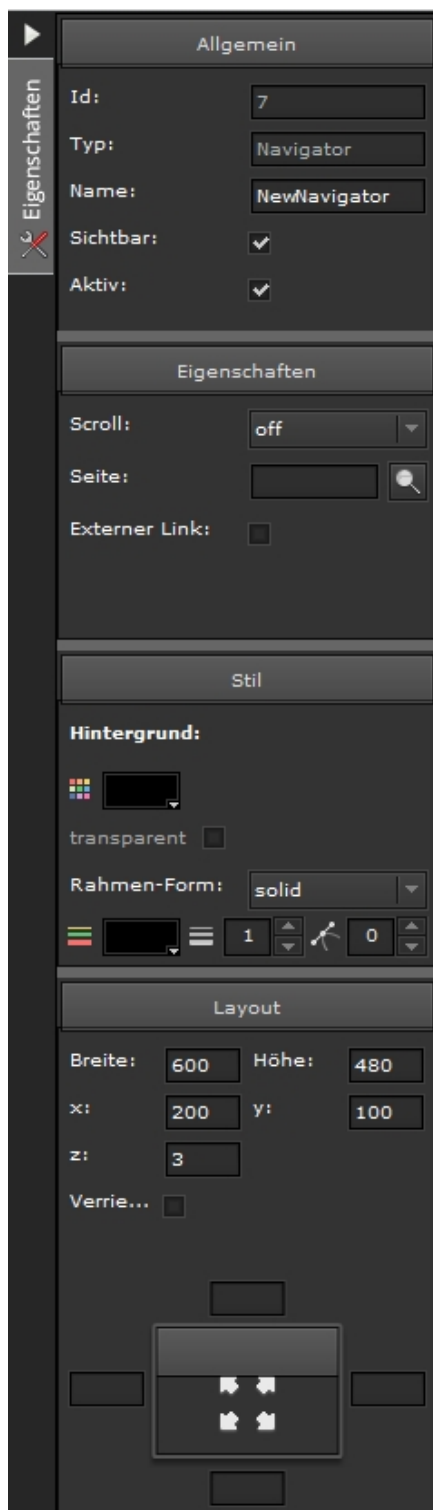 Eigenschaften
Allgemein
Id: 7
Typ: Navigator
Name: NewNavigator
Sichtbar:
Aktiv:
Eigenschaften
Scroll: off
Seite:
Externer Link:
Stil
Hintergrund:
transparent
Rahmen-Form: solid
1 0
Layout
Breite: 600 Höhe: 480
x: 200 y: 100
z: 3
Verrie...